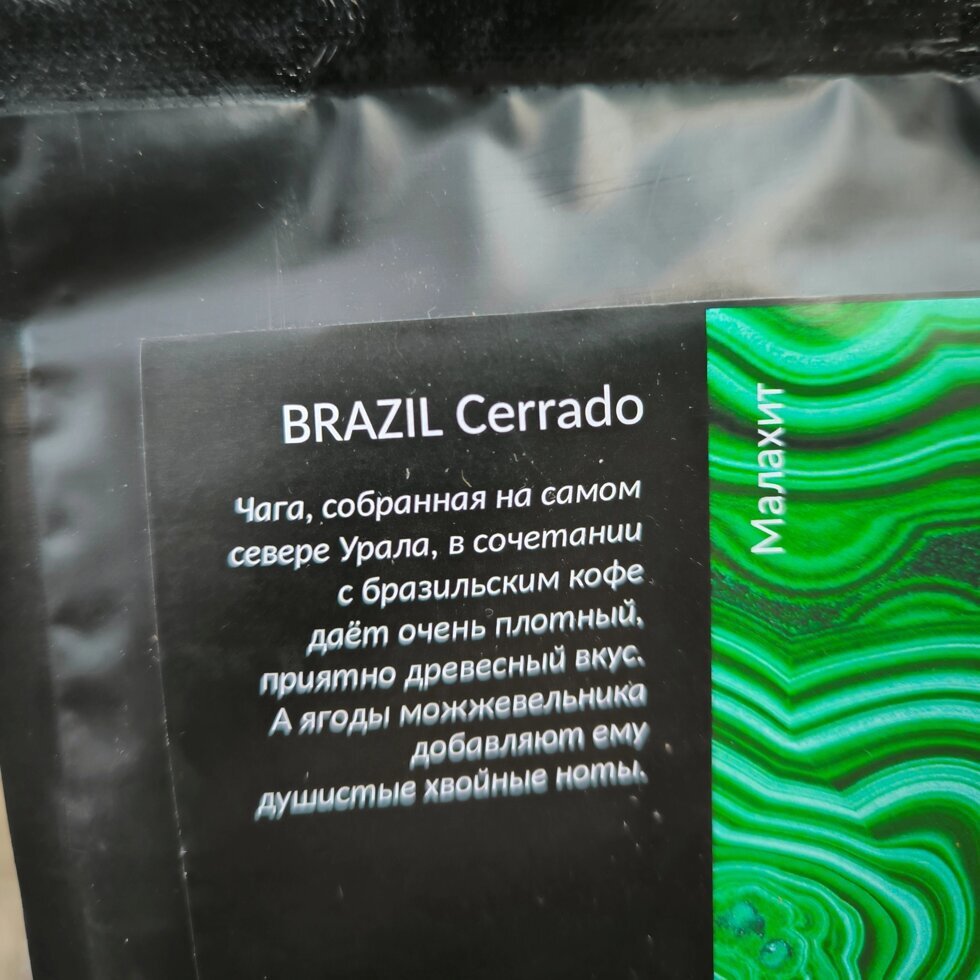 BRAZIL Cerrado
Чага, собранная на самом
севере Урала, в сочетании
с бразильским кофе
даёт очень плотный,
приятно древесный вкус.
А ягоды можжевельника
добавляют ему
душистые хвойные ноты.
Малахит